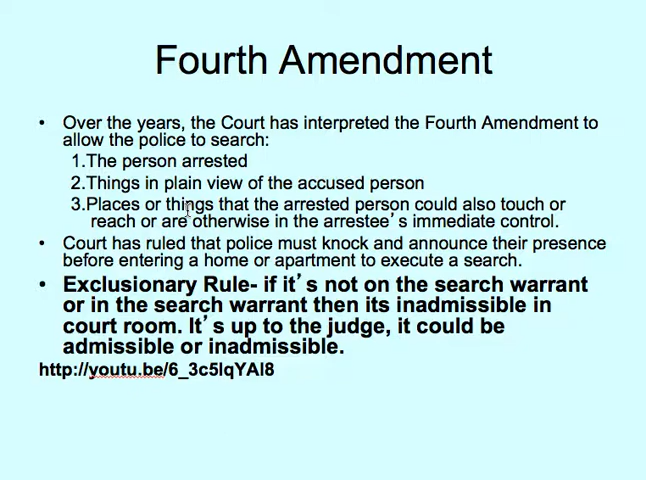 Fourth Amendment
• Over the years, the Court has interpreted the Fourth Amendment to
allow the police to search:
1.The person arrested
2.Things in plain view of the accused person
3.Places or things that the arrested person could also touch or
reach or are otherwise in the arrestee’s immediate control.
• Court has ruled that police must knock and announce their presence
before entering a home or apartment to execute a search.
• Exclusionary Rule- if it’s not on the search warrant
or in the search warrant then its inadmissible in
court room. It’s up to the judge, it could be
admissible or inadmissible.
http://youtu.be/6_3c5lqYAl8